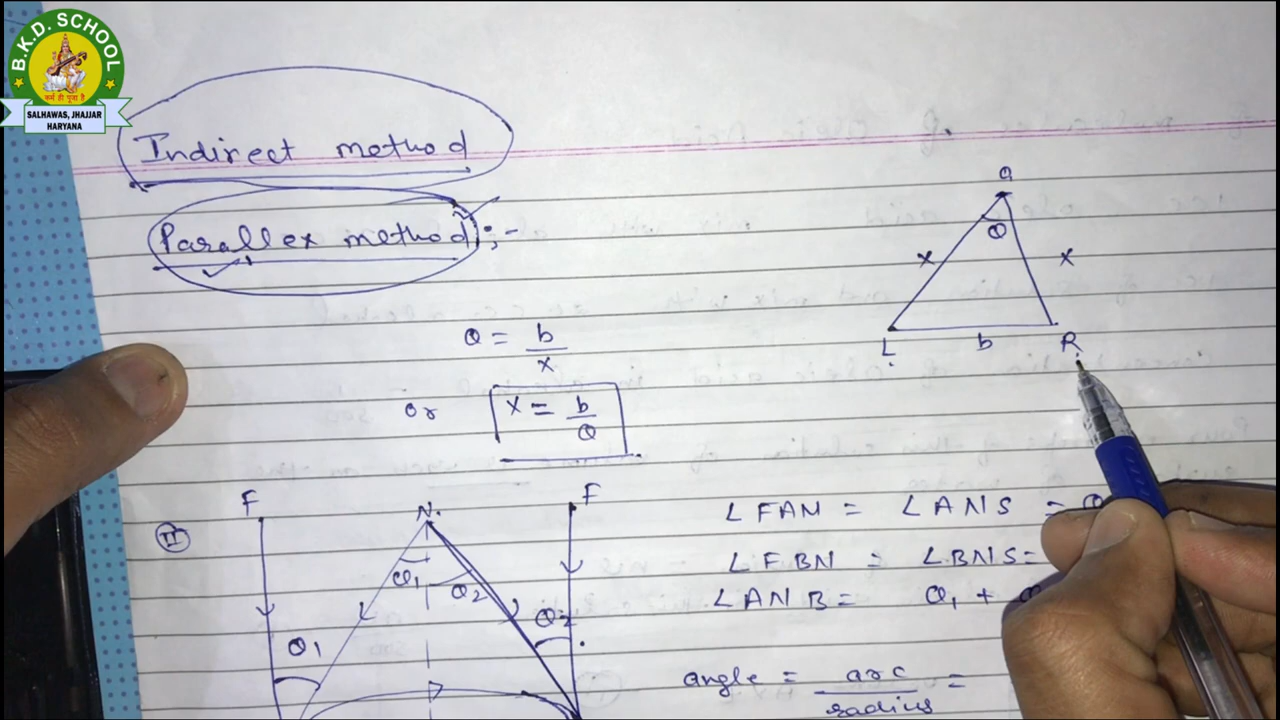 B.K.D. SCHOOL
कर्म ही पूजा है
SALHAWAS, JHAJJAR
HARYANA
Indirect method
Parallex method :-
O
θ
x x
L b R
θ = b
x
or x = b
θ
II
F N F
θ1 θ2
θ1 θ2
∠FAN = ∠ANS = θ
∠FBN = ∠BNS =
∠ANB = θ1 +
angle = arc =
radius